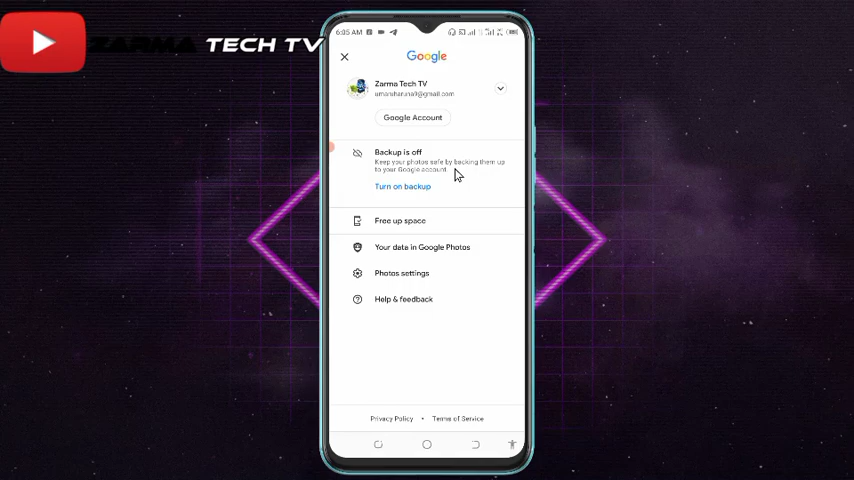 ZARMA TECH TV
6:35 AM
Google
Zarma Tech TV
Google Account
Backup is off
Keep your photos safe by backing them up
to your Google account.
Turn on backup
Free up space
Your data in Google Photos
Photos settings
Help & feedback
Privacy Policy • Terms of Service